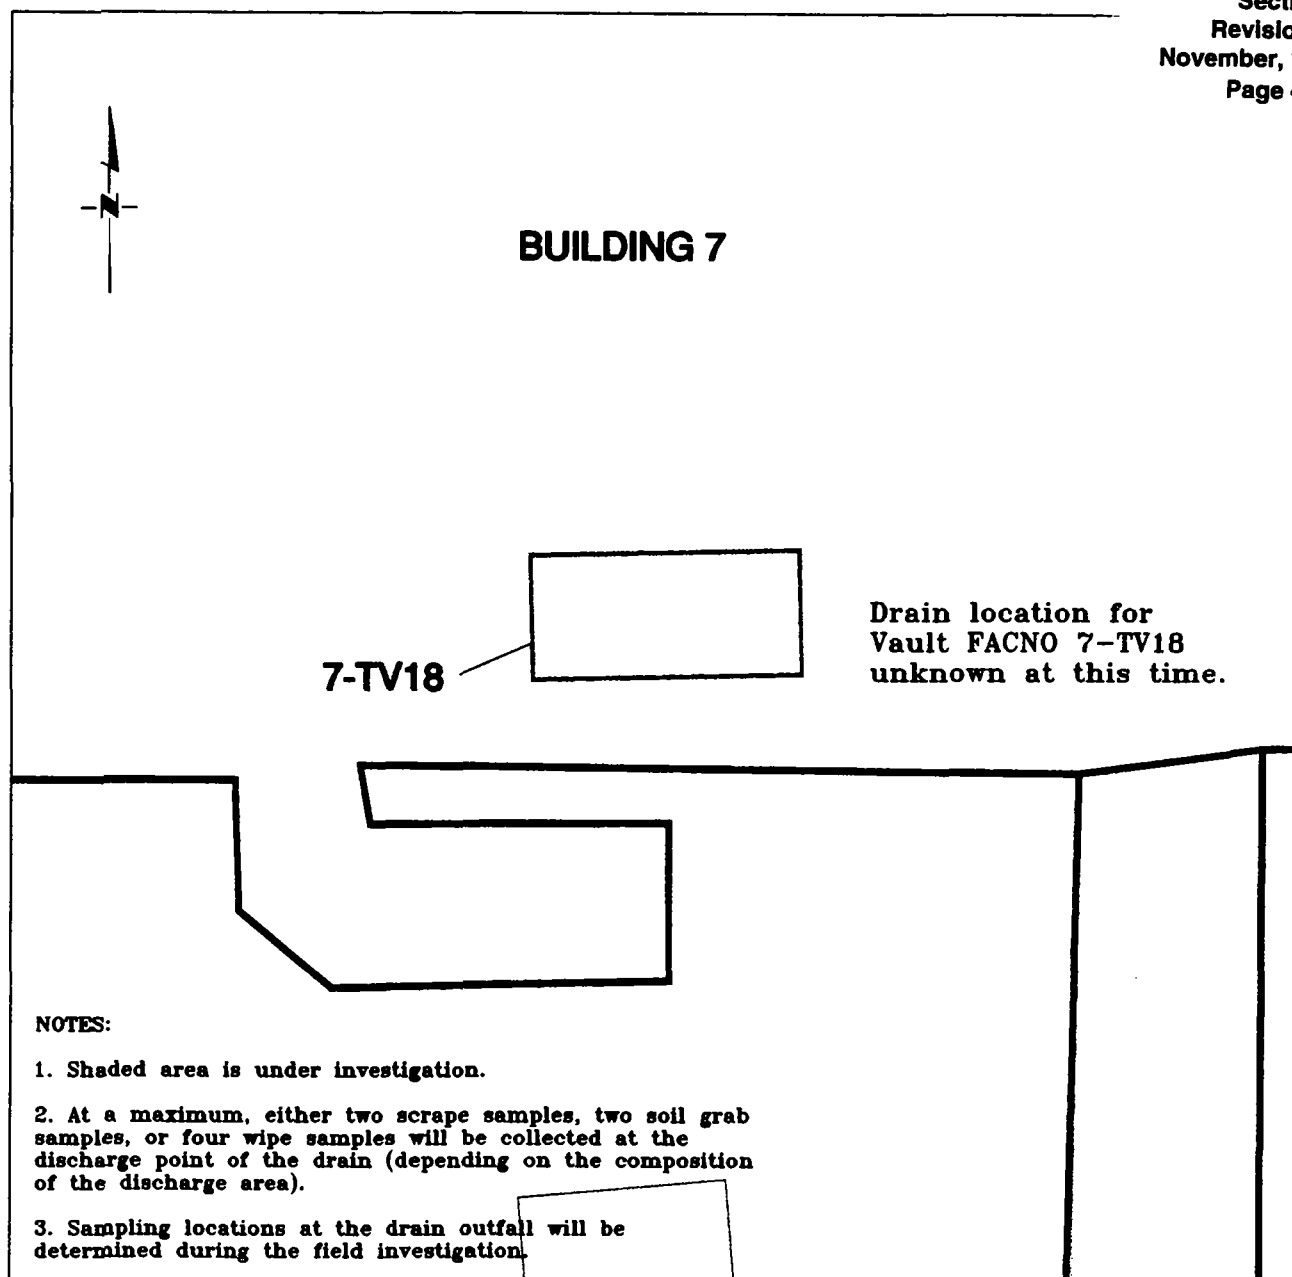 Revisio
November,
Page
N
BUILDING 7
Drain location for
Vault FACNO 7-TV18
unknown at this time.
7-TV18
NOTES:
1. Shaded area is under investigation.
2. At a maximum, either two scrape samples, two soil grab
samples, or four wipe samples will be collected at the
discharge point of the drain (depending on the composition
of the discharge area).
3. Sampling locations at the drain outfall will be
determined during the field investigation.